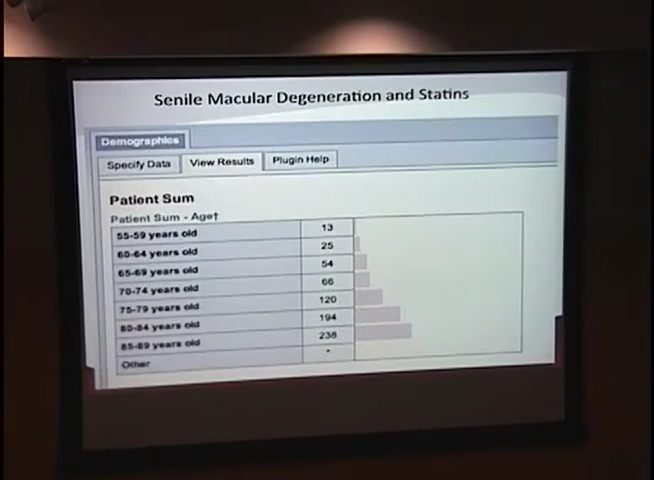 Senile Macular Degeneration and Statins
Demographics
Specify Data View Results Plugin Help
Patient Sum
Patient Sum - Age†
55-59 years old 13
60-64 years old 25
65-69 years old 54
70-74 years old 66
75-79 years old 120
80-84 years old 194
85-89 years old 238
Other *